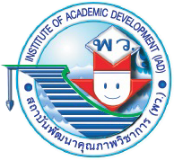 INSTITUTE OF ACADEMIC DEVELOPMENT (IAD)
พว
สถาบันพัฒนาคุณภาพวิชาการ (พว.)